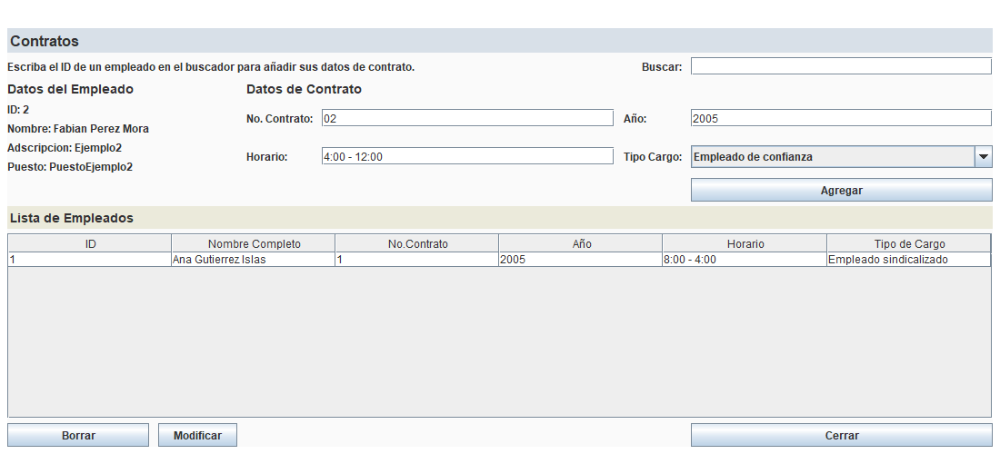 Contratos
Escriba el ID de un empleado en el buscador para añadir sus datos de contrato.
Buscar:
Datos del Empleado
Datos de Contrato
ID: 2
Nombre: Fabian Perez Mora
Adscripcion: Ejemplo2
Puesto: PuestoEjemplo2
No. Contrato: 02
Año: 2005
Horario: 4:00 - 12:00
Tipo Cargo: Empleado de confianza
Agregar
Lista de Empleados
ID Nombre Completo No.Contrato Año Horario Tipo de Cargo
1 Ana Gutierrez Islas 1 2005 8:00 - 4:00 Empleado sindicalizado
Borrar Modificar Cerrar